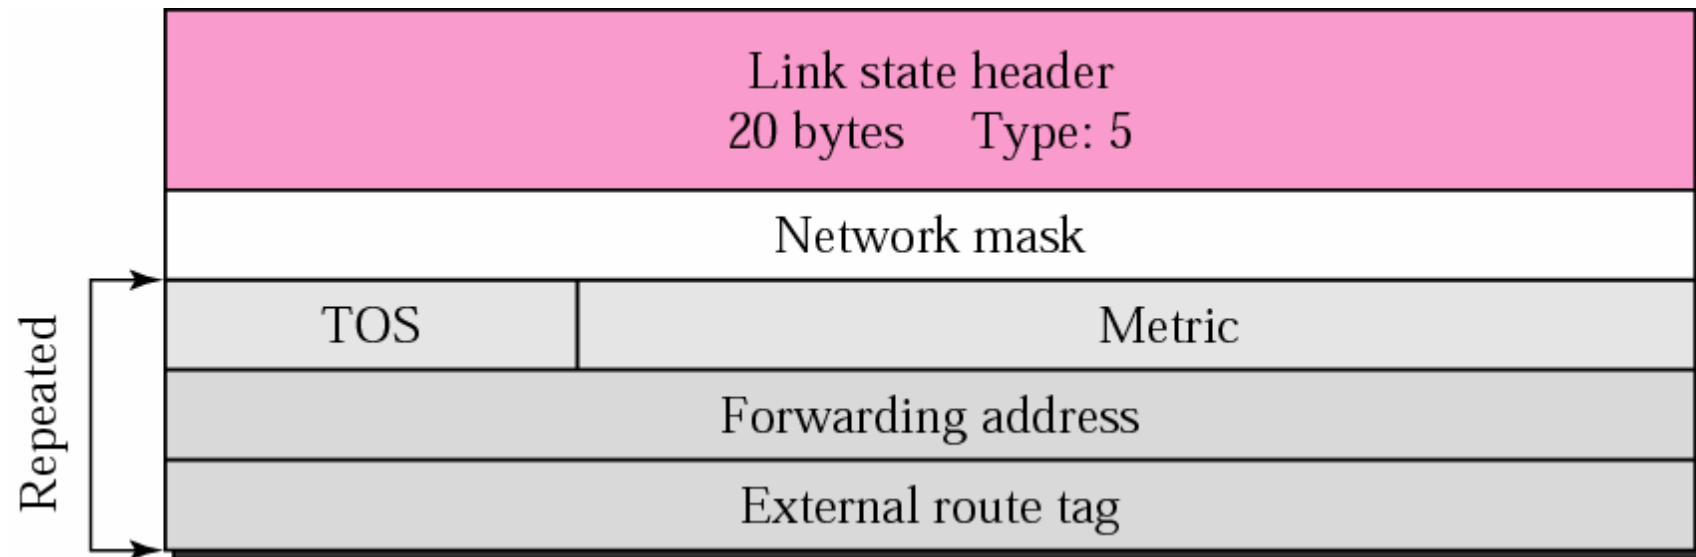 Link state header
20 bytes Type: 5
Network mask
TOS Metric
Forwarding address
External route tag
Repeated